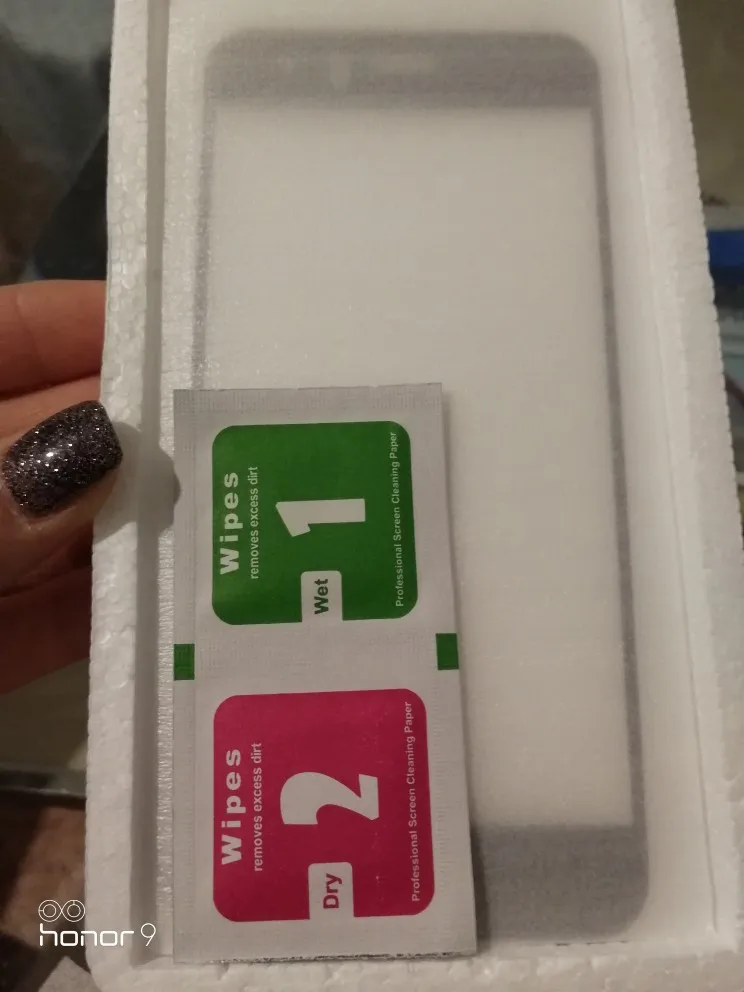 Wipes
removes excess dirt
1
Wet
Professional Screen Cleaning Paper
Wipes
removes excess dirt
2
Dry
Professional Screen Cleaning Paper
honor 9